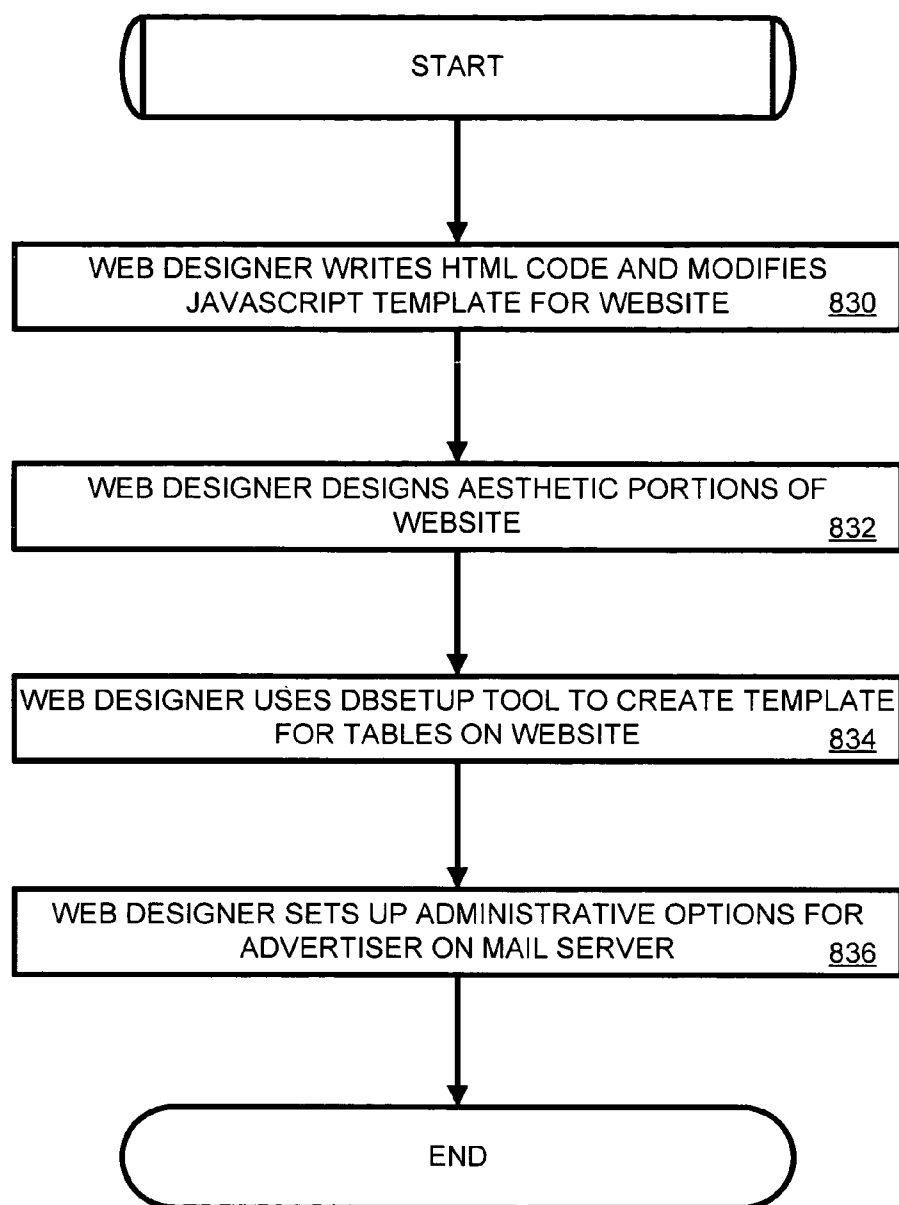 START
WEB DESIGNER WRITES HTML CODE AND MODIFIES
JAVASCRIPT TEMPLATE FOR WEBSITE 830
WEB DESIGNER DESIGNS AESTHETIC PORTIONS OF
WEBSITE 832
WEB DESIGNER USES DBSETUP TOOL TO CREATE TEMPLATE
FOR TABLES ON WEBSITE 834
WEB DESIGNER SETS UP ADMINISTRATIVE OPTIONS FOR
ADVERTISER ON MAIL SERVER 836
END